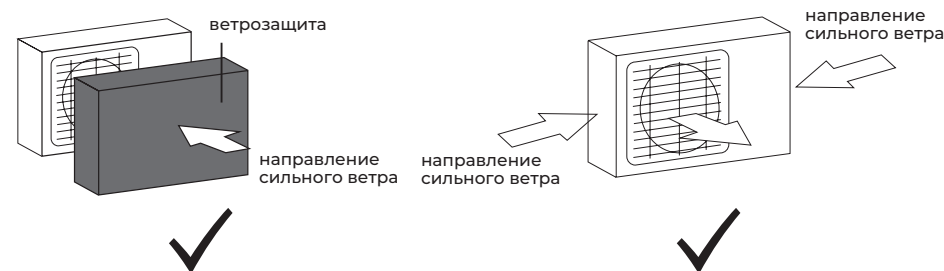 ветрозащита
направление
сильного ветра
направление
сильного ветра
направление
сильного ветра